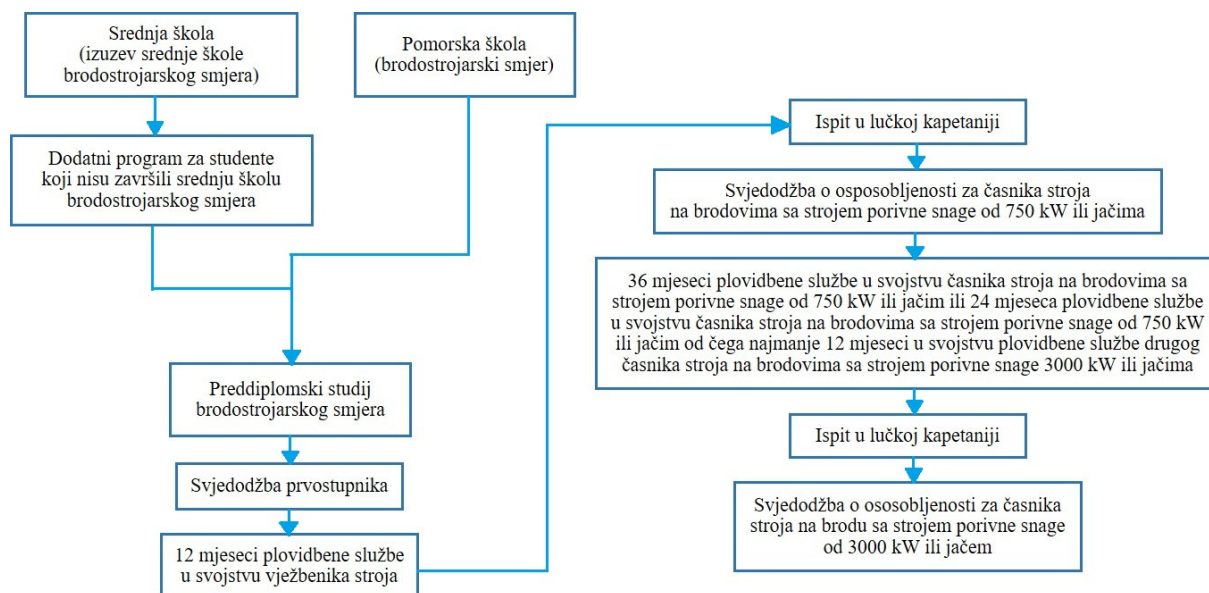 Srednja škola
(izuzev srednje škole
brodostrojarskog smjera)
Pomorska škola
(brodostrojarski smjer)
Dodatni program za studente
koji nisu završili srednju školu
brodostrojarskog smjera
Preddiplomski studij
brodostrojarskog smjera
Svjedodžba prvostupnika
12 mjeseci plovidbene službe
u svojstvu vježbenika stroja
Ispit u lučkoj kapetaniji
Svjedodžba o osposobljenosti za časnika stroja
na brodovima sa strojem porivne snage od 750 kW ili jačima
36 mjeseci plovidbene službe u svojstvu časnika stroja na brodovima sa
strojem porivne snage od 750 kW ili jačim ili 24 mjeseca plovidbene službe
u svojstvu časnika stroja na brodovima sa strojem porivne snage od 750 kW
ili jačim od čega najmanje 12 mjeseci u svojstvu plovidbene službe drugog
časnika stroja na brodovima sa strojem porivne snage 3000 kW ili jačima
Ispit u lučkoj kapetaniji
Svjedodžba o ososobljenosti za časnika
stroja na brodu sa strojem porivne snage
od 3000 kW ili jačem